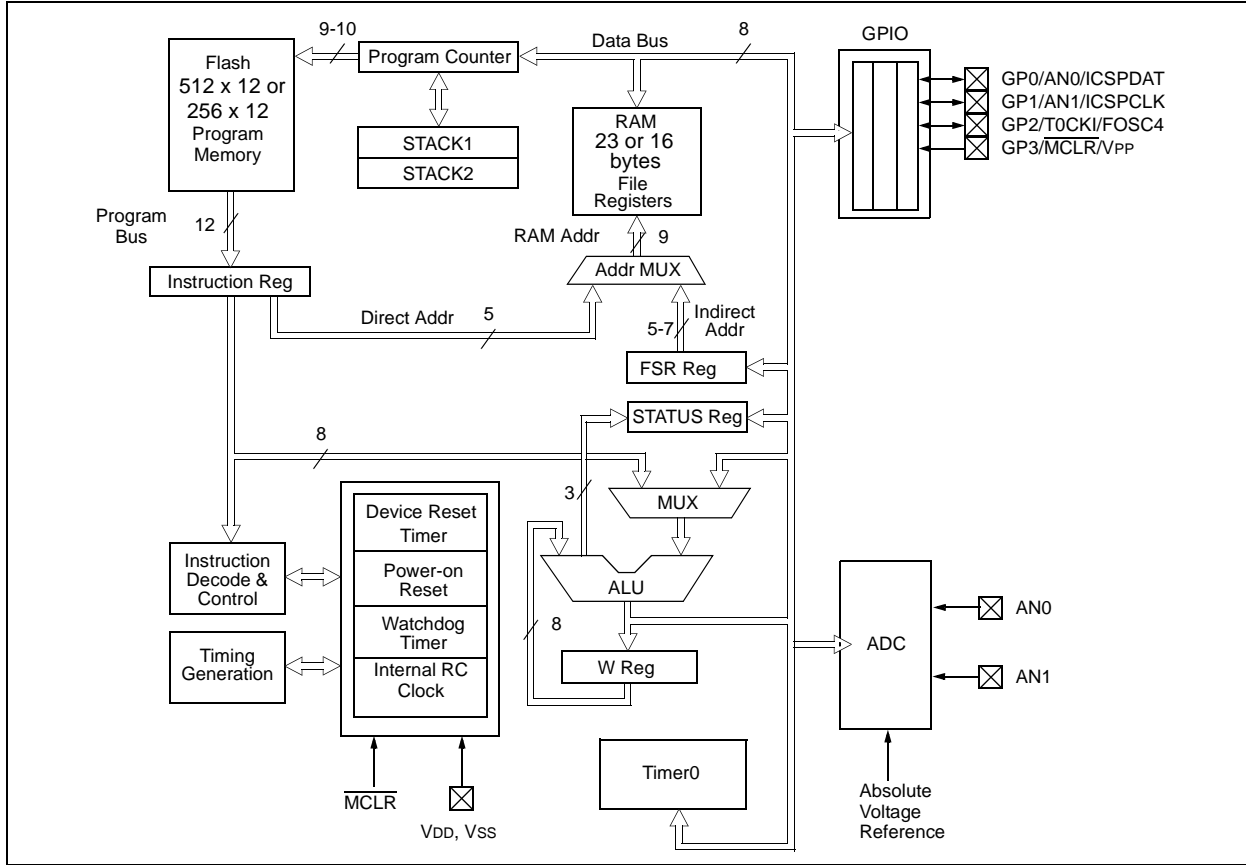 9-10
Flash
512 x 12 or
256 x 12
Program
Memory
Program Counter
STACK1
STACK2
Data Bus
8
RAM
23 or 16
bytes
File
Registers
GPIO
GP0/AN0/ICSPDAT
GP1/AN1/ICSPCLK
GP2/T0CKI/FOSC4
GP3/MCLR/VPP
Program
Bus
12
Instruction Reg
RAM Addr
9
Addr MUX
Direct Addr
5
5-7
Indirect
Addr
FSR Reg
STATUS Reg
8
3
MUX
ALU
8
W Reg
Instruction
Decode &
Control
Timing
Generation
Device Reset
Timer
Power-on
Reset
Watchdog
Timer
Internal RC
Clock
MCLR
VDD, VSS
Timer0
ADC
AN0
AN1
Absolute
Voltage
Reference